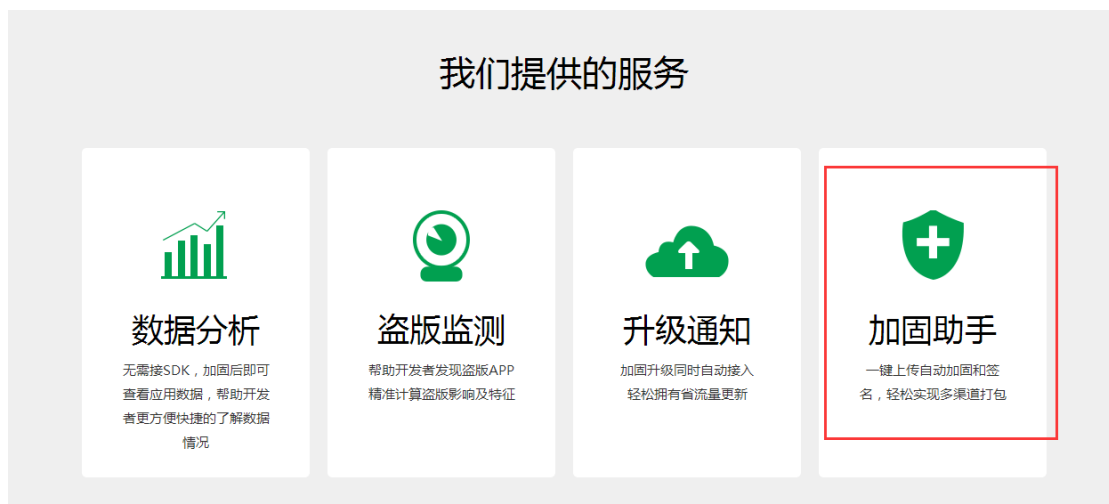 我们提供的服务
数据分析
无需接SDK，加固后即可
查看应用数据，帮助开发
者更方便快捷的了解数据
情况
盗版监测
帮助开发者发现盗版APP
精准计算盗版影响及特征
升级通知
加固升级同时自动接入
轻松拥有省流量更新
加固助手
一键上传自动加固和签
名，轻松实现多渠道打包